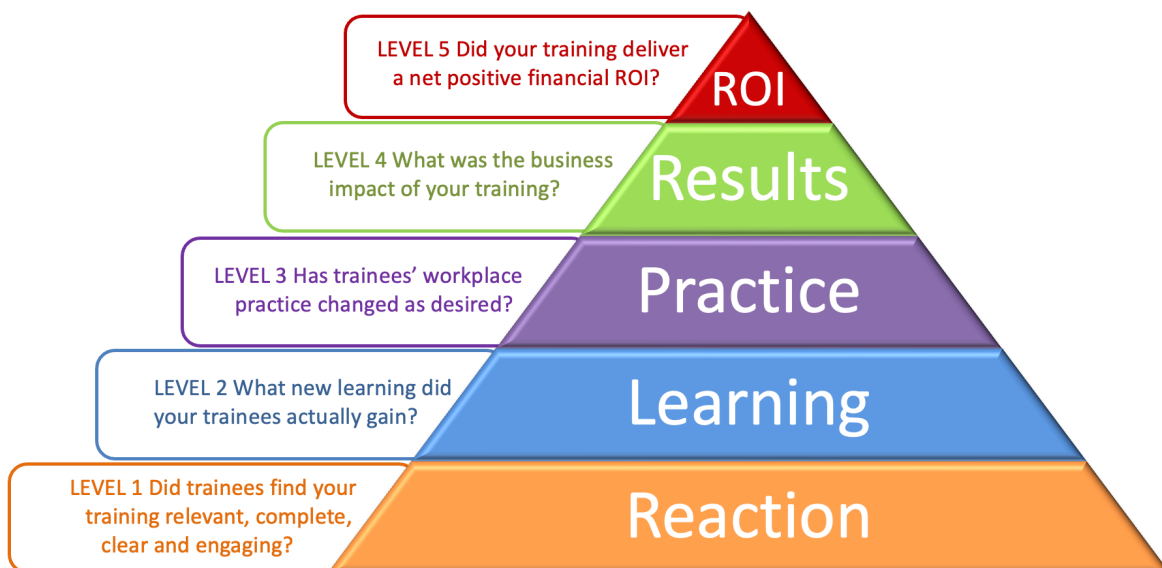 LEVEL 5 Did your training deliver
a net positive financial ROI?
ROI
LEVEL 4 What was the business
impact of your training?
Results
LEVEL 3 Has trainees’ workplace
practice changed as desired?
Practice
LEVEL 2 What new learning did
your trainees actually gain?
Learning
LEVEL 1 Did trainees find your
training relevant, complete,
clear and engaging?
Reaction